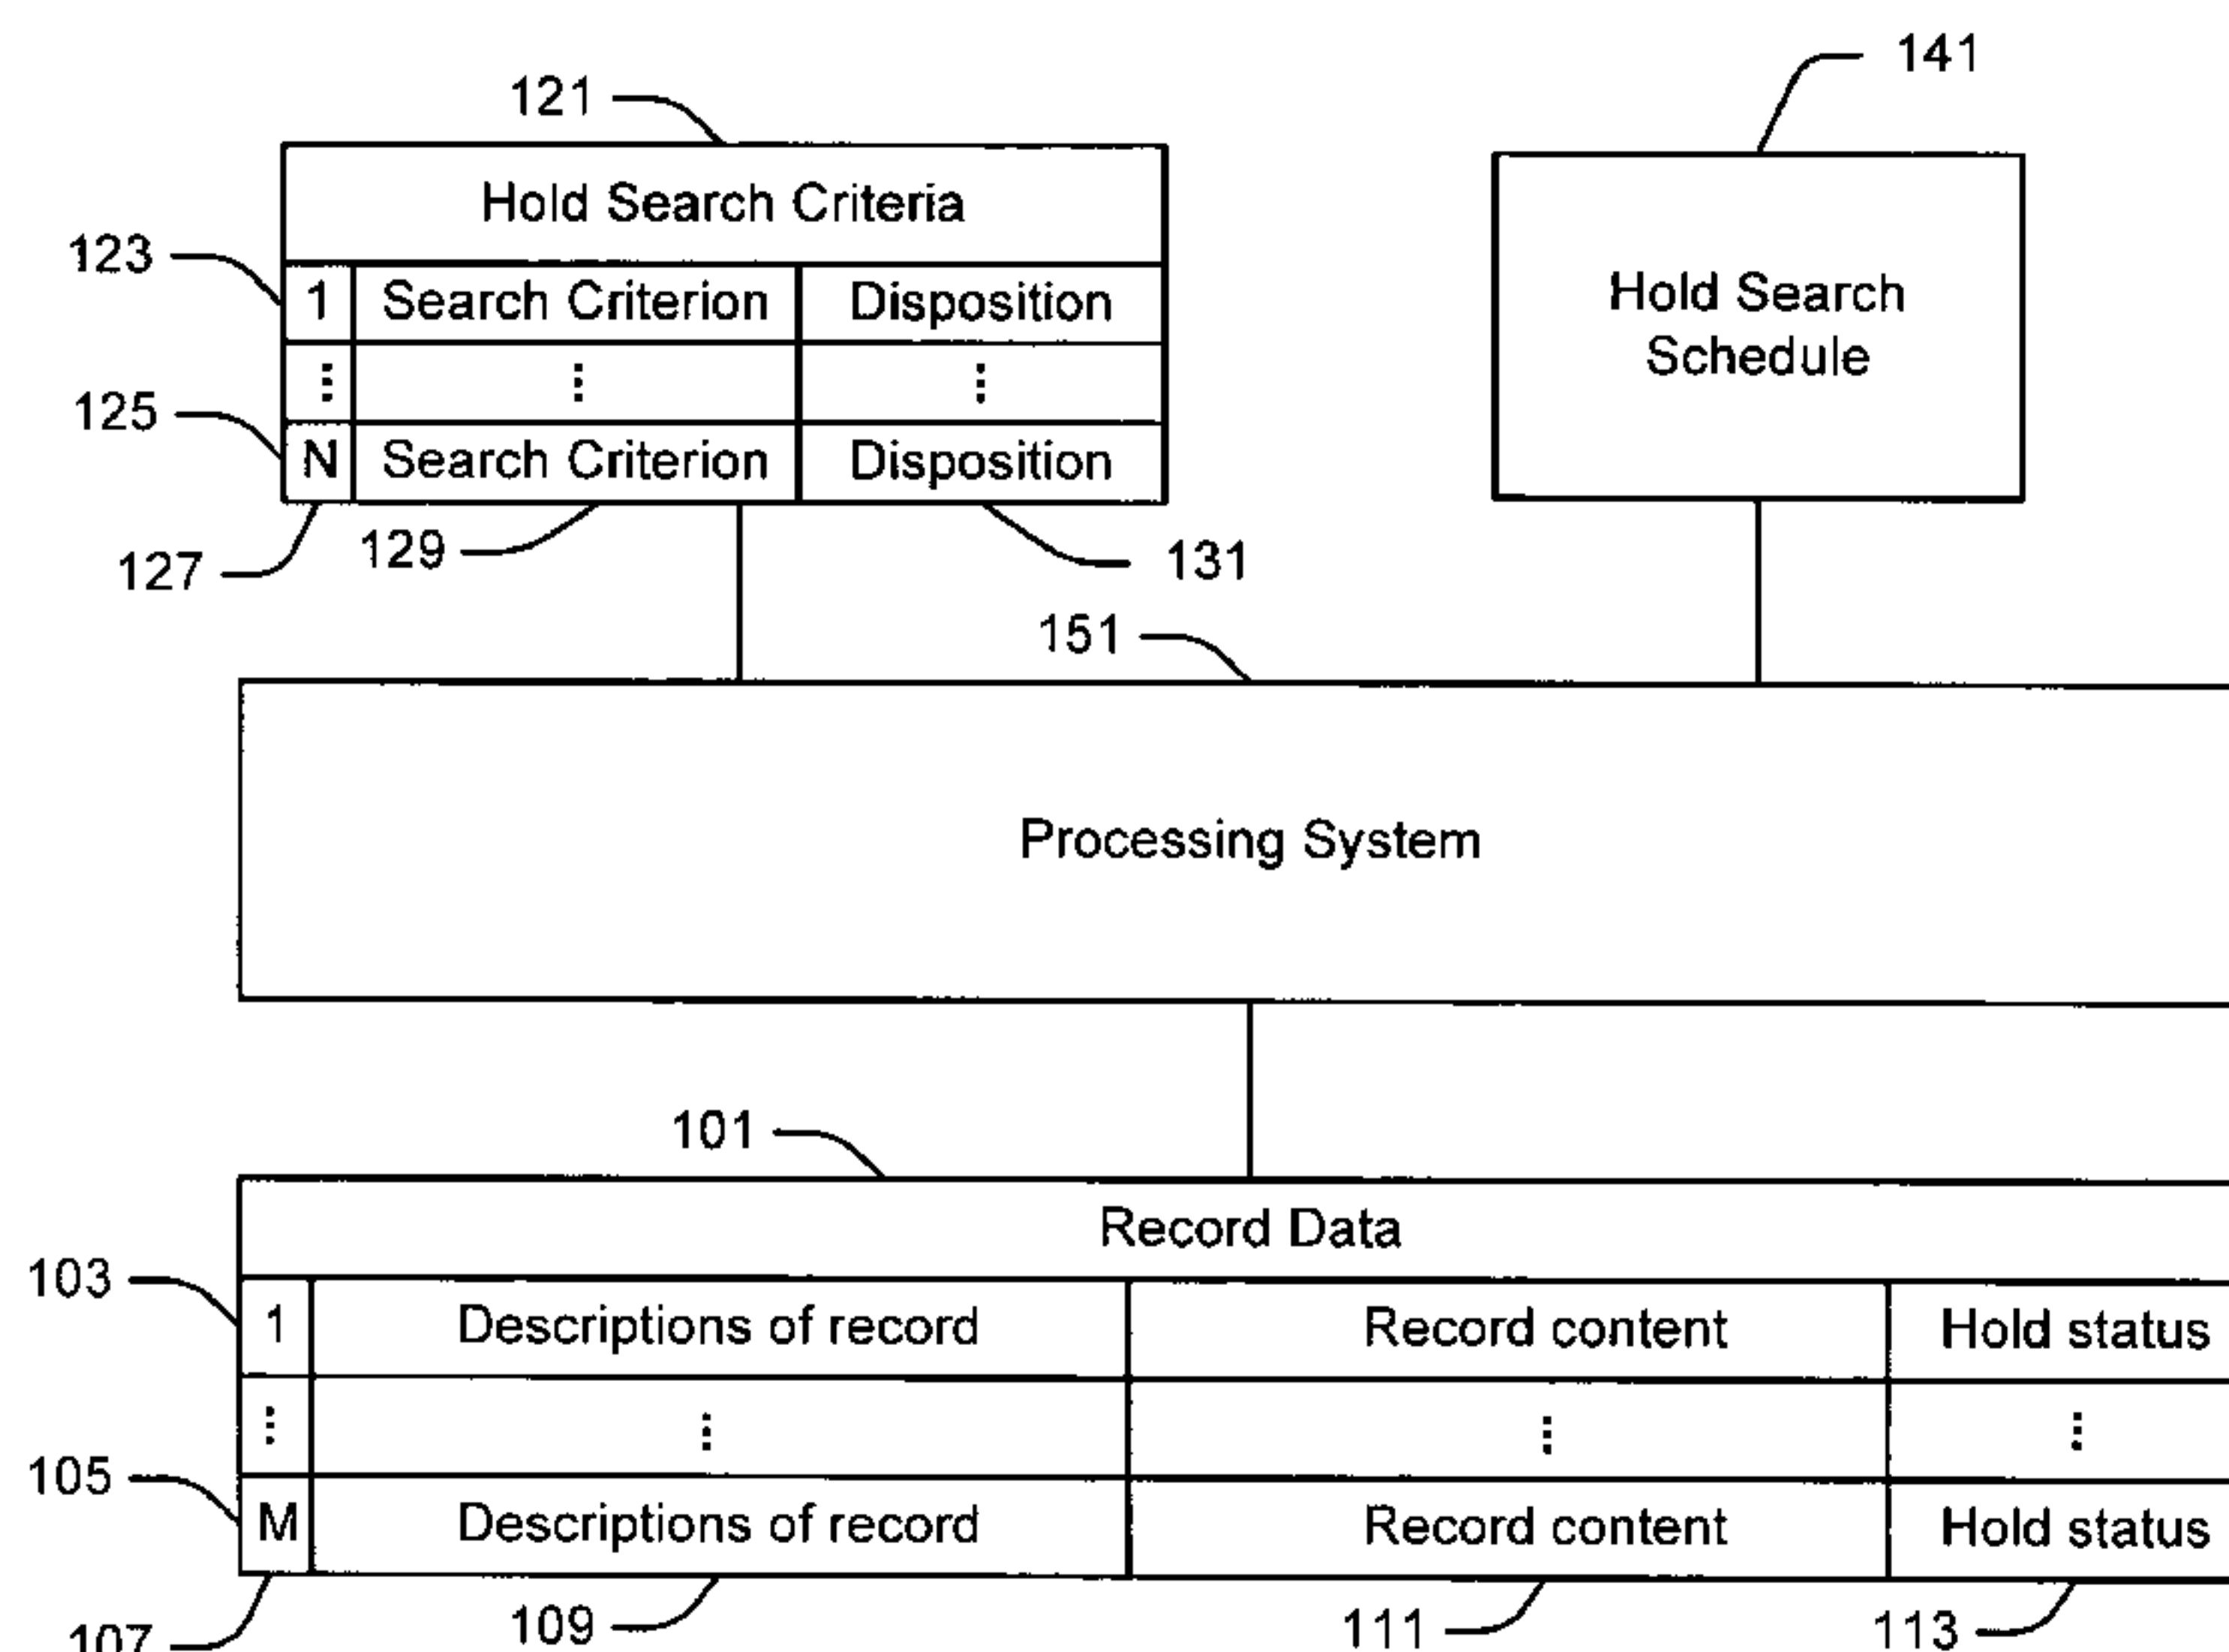 141
121
Hold Search Criteria
123
1 Search Criterion Disposition
⋮ ⋮ ⋮
125
N Search Criterion Disposition
127
129
131
Hold Search
Schedule
151
Processing System
101
Record Data
103
1 Descriptions of record Record content Hold status
⋮ ⋮ ⋮ ⋮
105
M Descriptions of record Record content Hold status
107
109
111
113